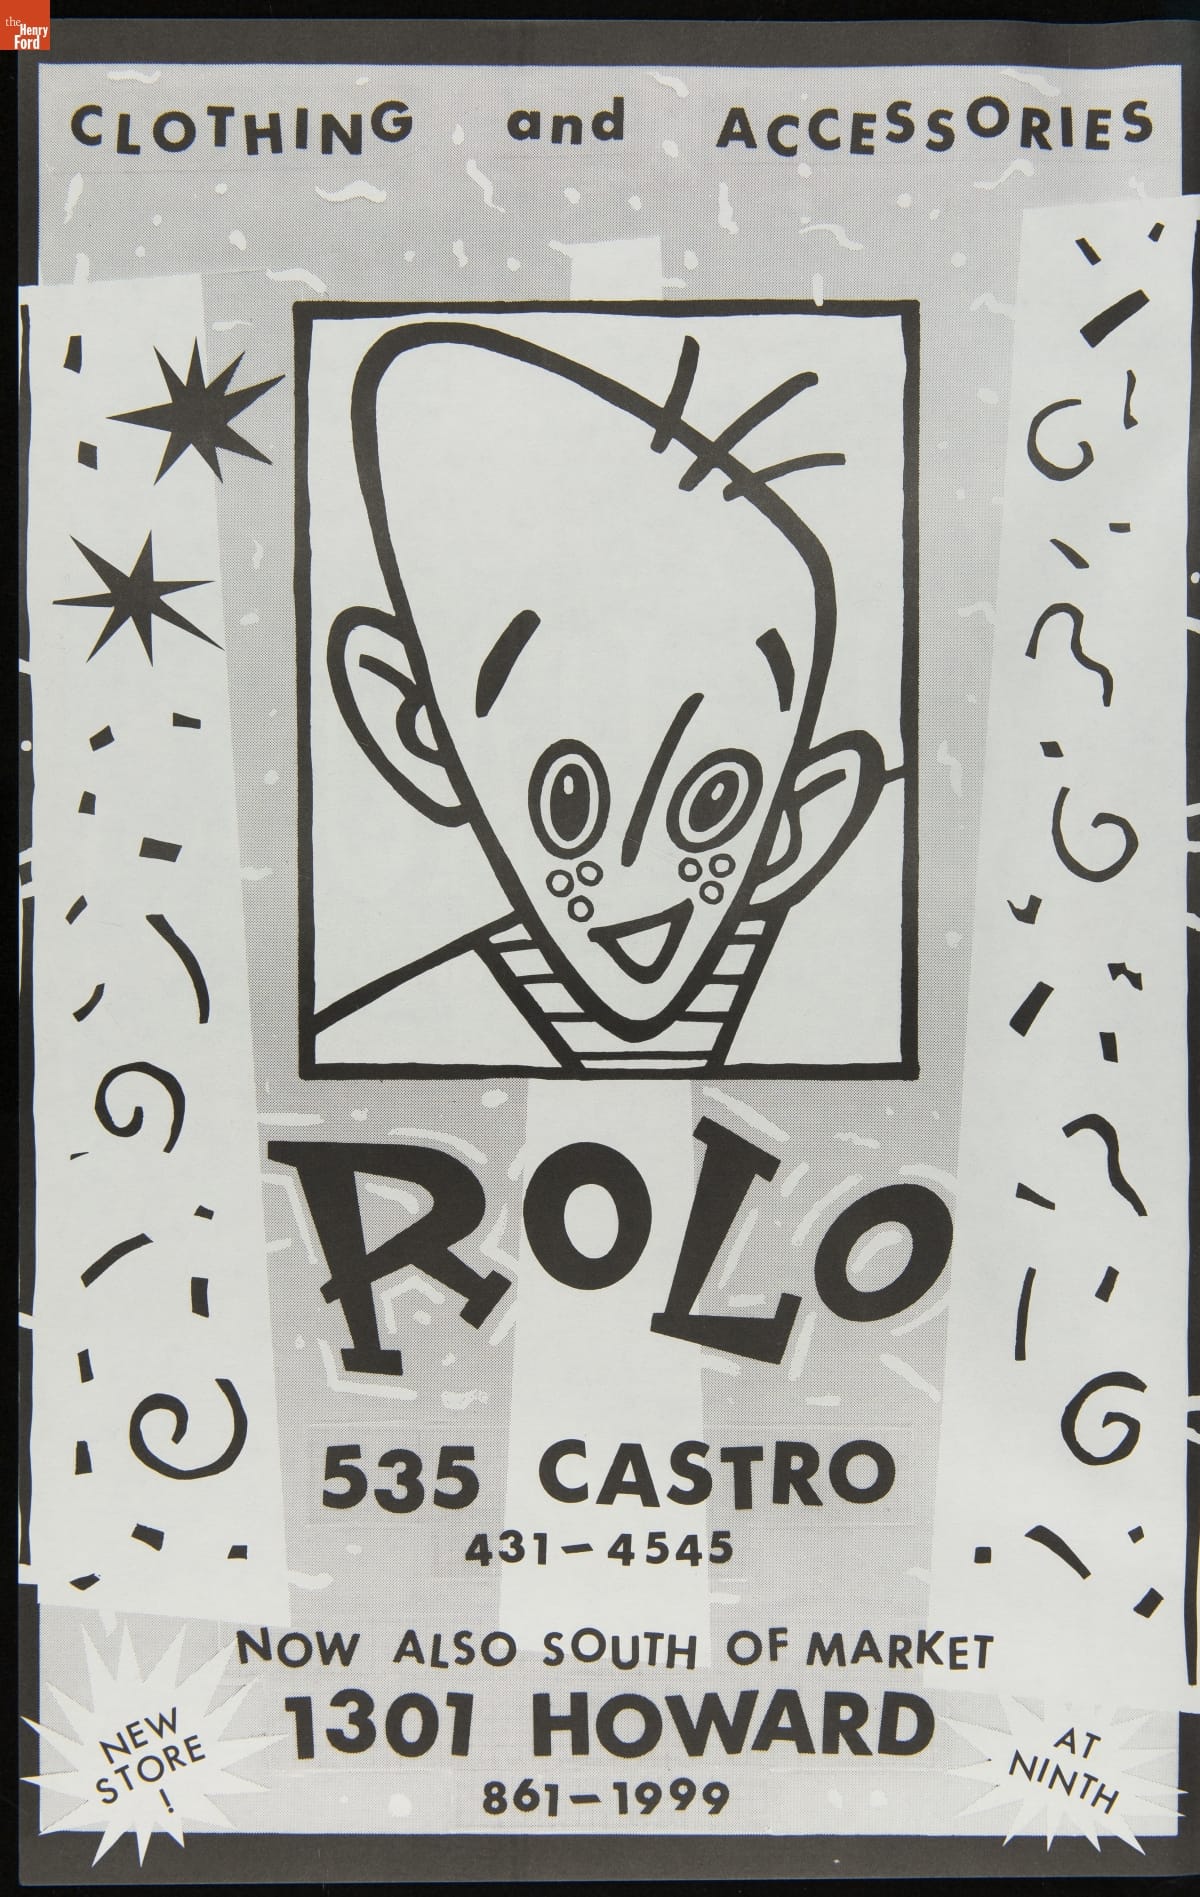 the
Henry
Ford
CLOTHING and ACCESSORIES
ROLO
535 CASTRO
431-4545
NOW ALSO SOUTH OF MARKET
1301 HOWARD
861-1999
NEW
STORE
!
AT
NINTH